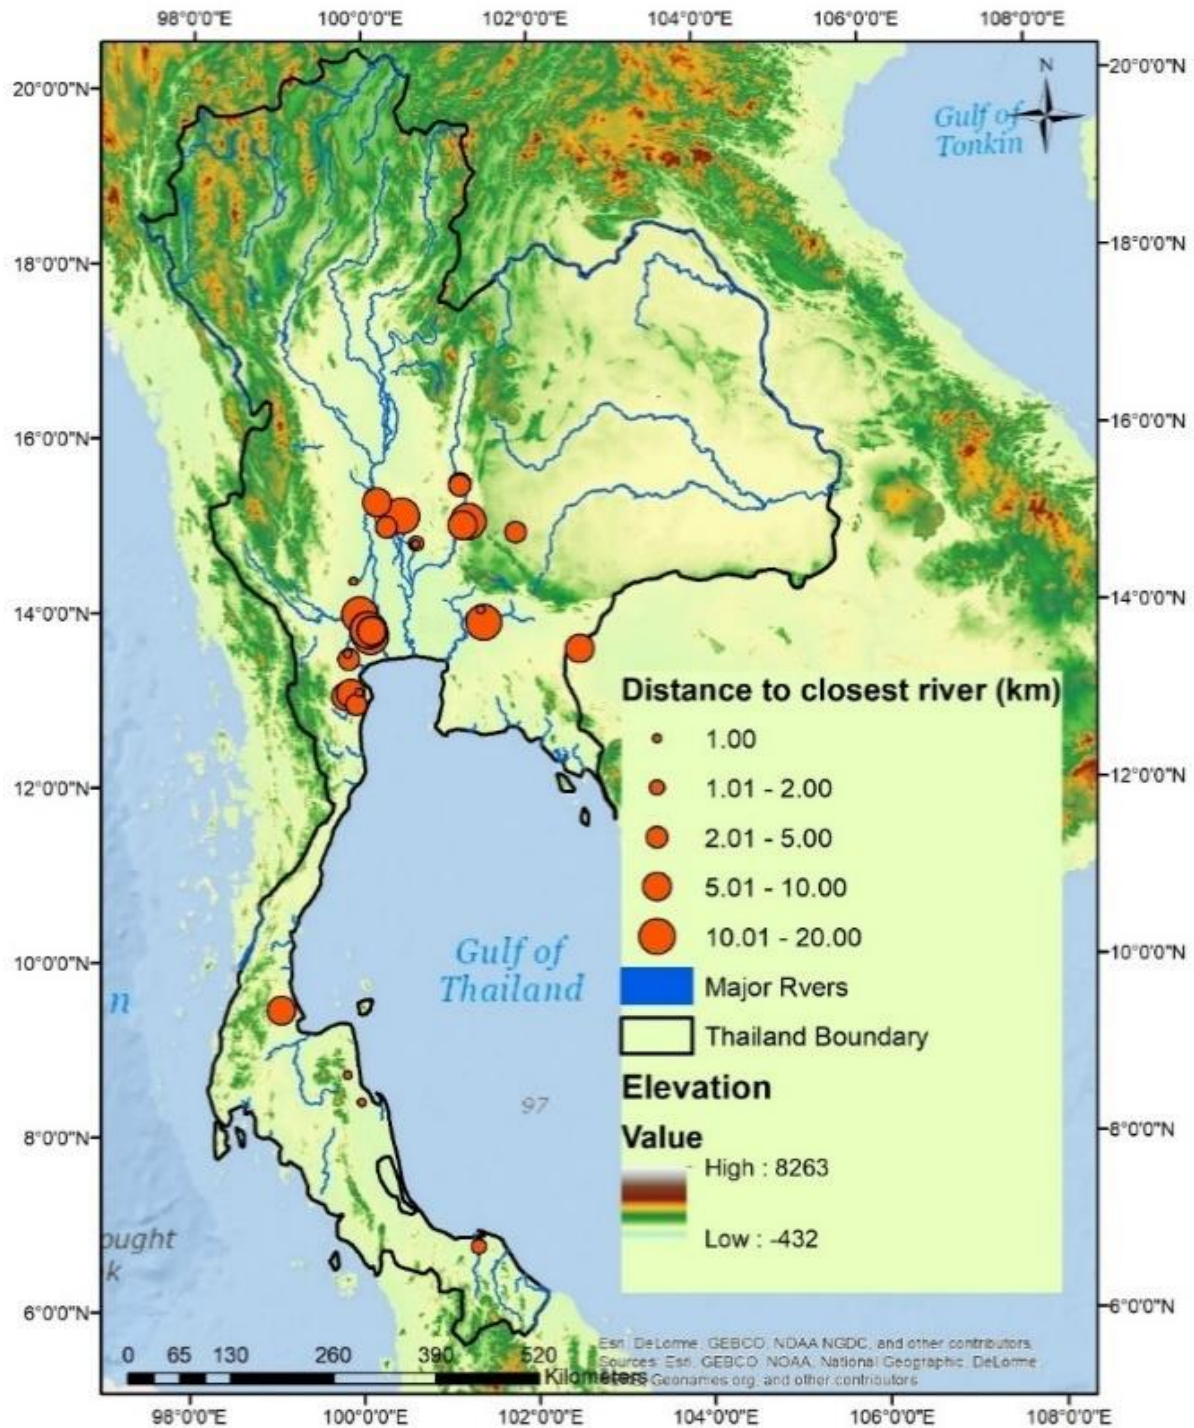 98°0'0"E 100°0'0"E 102°0'0"E 104°0'0"E 106°0'0"E 108°0'0"E
20°0'0"N 20°0'0"N
N
Gulf of
Tonkin
18°0'0"N 18°0'0"N
16°0'0"N 16°0'0"N
14°0'0"N 14°0'0"N
Distance to closest river (km)
1.00
1.01 - 2.00
12°0'0"N 12°0'0"N
2.01 - 5.00
5.01 - 10.00
10.01 - 20.00
Gulf of
Thailand
10°0'0"N 10°0'0"N
n
Major Rvers
Thailand Boundary
Elevation
97
Value
8°0'0"N 8°0'0"N
High : 8263
Low : -432
ought
k
6°0'0"N 6°0'0"N
0 65 130 260 390 520
Kilometers
Esri, DeLorme, GEBCO, NOAA NGDC, and other contributors,
Sources: Esri, GEBCO, NOAA, National Geographic, DeLorme,
Geonames.org, and other contributors
98°0'0"E 100°0'0"E 102°0'0"E 104°0'0"E 106°0'0"E 108°0'0"E